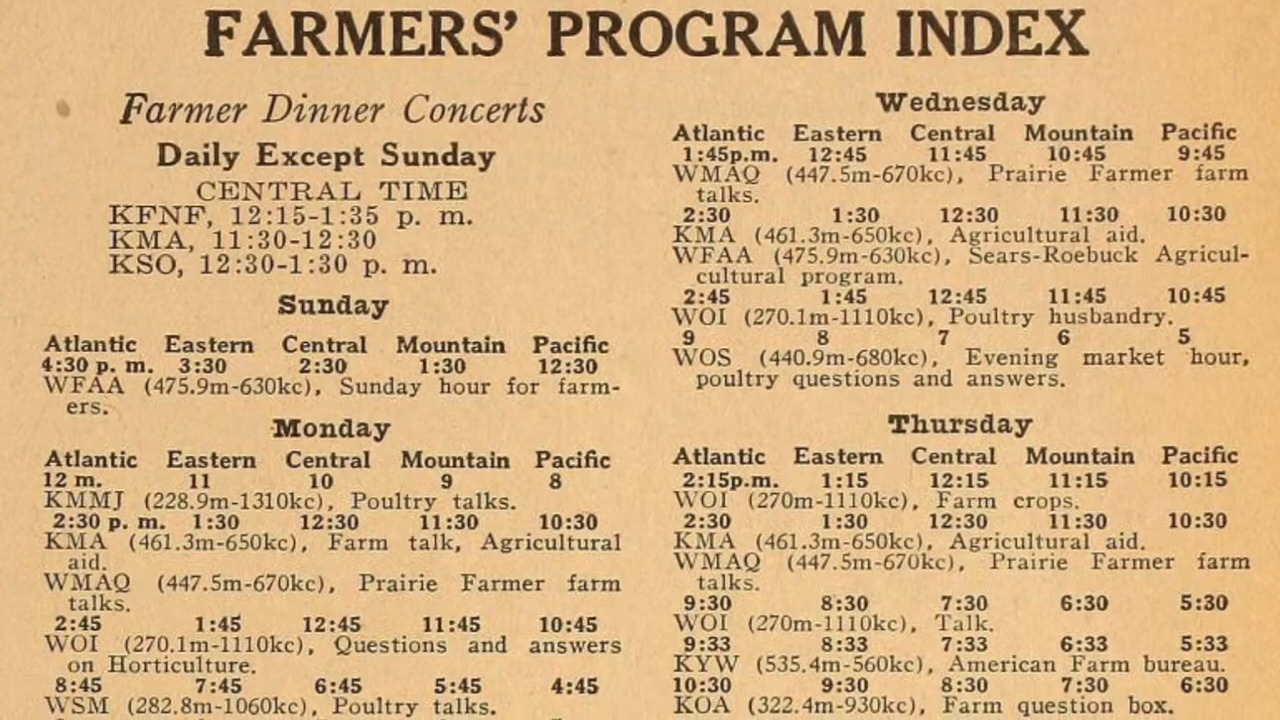 FARMERS' PROGRAM INDEX
Farmer Dinner Concerts
Daily Except Sunday
CENTRAL TIME
KFNF, 12:15-1:35 p. m.
KMA, 11:30-12:30
KSO, 12:30-1:30 p. m.
Sunday
Atlantic Eastern Central Mountain Pacific
4:30 p. m. 3:30 2:30 1:30 12:30
WFAA (475.9m-630kc), Sunday hour for farm-
ers.
Monday
Atlantic Eastern Central Mountain Pacific
12 m. 11 10 9 8
KMMJ (228.9m-1310kc), Poultry talks.
2:30 p. m. 1:30 12:30 11:30 10:30
KMA (461.3m-650kc), Farm talk, Agricultural
aid.
WMAQ (447.5m-670kc), Prairie Farmer farm
talks.
2:45 1:45 12:45 11:45 10:45
WOI (270.1m-1110kc), Questions and answers
on Horticulture.
8:45 7:45 6:45 5:45 4:45
WSM (282.8m-1060kc), Poultry talks.
Wednesday
Atlantic Eastern Central Mountain Pacific
1:45p.m. 12:45 11:45 10:45 9:45
WMAQ (447.5m-670kc), Prairie Farmer farm
talks.
2:30 1:30 12:30 11:30 10:30
KMA (461.3m-650kc), Agricultural aid.
WFAA (475.9m-630kc), Sears-Roebuck Agricul-
cultural program.
2:45 1:45 12:45 11:45 10:45
WOI (270.1m-1110kc), Poultry husbandry.
9 8 7 6 5
WOS (440.9m-680kc), Evening market hour,
poultry questions and answers.
Thursday
Atlantic Eastern Central Mountain Pacific
2:15p.m. 1:15 12:15 11:15 10:15
WOI (270m-1110kc), Farm crops.
2:30 1:30 12:30 11:30 10:30
KMA (461.3m-650kc), Agricultural aid.
WMAQ (447.5m-670kc), Prairie Farmer farm
talks.
9:30 8:30 7:30 6:30 5:30
WOI (270m-1110kc), Talk.
9:33 8:33 7:33 6:33 5:33
KYW (535.4m-560kc), American Farm bureau.
10:30 9:30 8:30 7:30 6:30
KOA (322.4m-930kc), Farm question box.